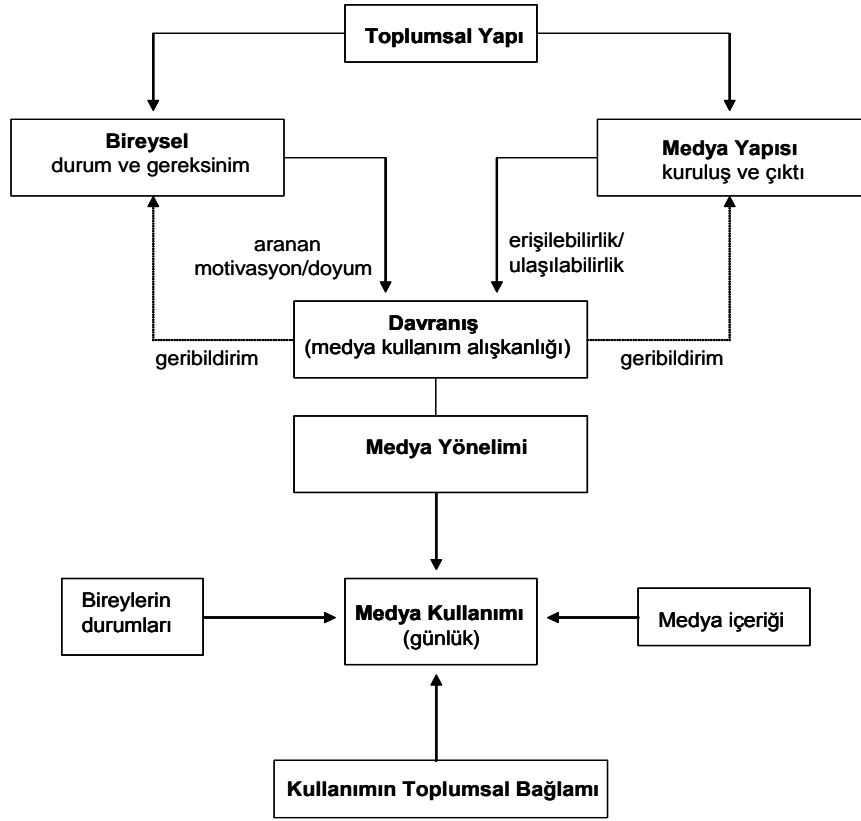 Toplumsal Yapı
Bireysel
durum ve gereksinim
Medya Yapısı
kuruluş ve çıktı
aranan
motivasyon/doyum
erişilebilirlik/
ulaşılabilirlik
Davranış
(medya kullanım alışkanlığı)
geribildirim
geribildirim
Medya Yönelimi
Bireylerin
durumları
Medya Kullanımı
(günlük)
Medya içeriği
Kullanımın Toplumsal Bağlamı